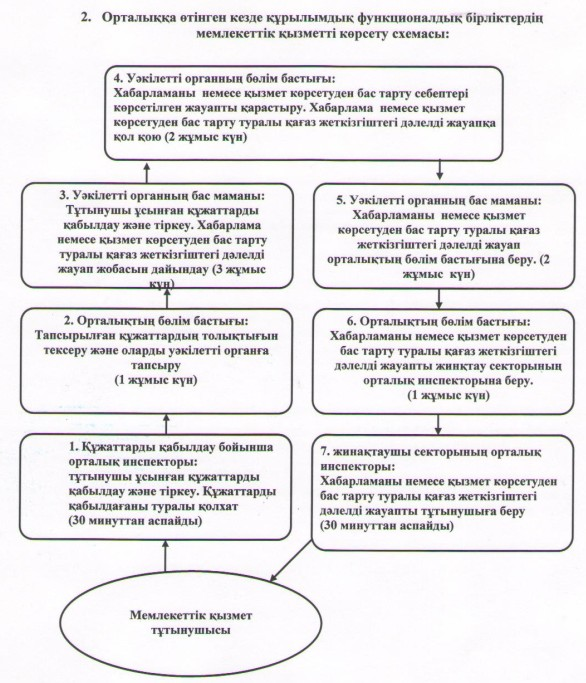 2. Орталыққа өтінген кезде құрылымдық функционалдық бірліктердің
мемлекеттік қызметті көрсету схемасы:
4. Уәкілетті органның бөлім бастығы:
Хабарламаны немесе қызмет көрсетуден бас тарту себептері
көрсетілген жауапты қарастыру. Хабарлама немесе қызмет
көрсетуден бас тарту туралы қағаз жеткізгіштегі дәлелді жауапқа
қол қою (2 жұмыс күн)
3. Уәкілетті органның бас маманы:
Тұтынушы ұсынған құжаттарды
қабылдау және тіркеу. Хабарлама
немесе қызмет көрсетуден бас тарту
туралы қағаз жеткізгіштегі дәлелді
жауап жобасын дайындау (3 жұмыс
күн)
5. Уәкілетті органның бас маманы:
Хабарламаны немесе қызмет
көрсетуден бас тарту туралы қағаз
жеткізгіштегі дәлелді жауап
орталықтың бөлім бастығына беру. (2
жұмыс күн)
2. Орталықтың бөлім бастығы:
Тапсырылған құжаттардың толықтығын
тексеру және оларды уәкілетті органға
тапсыру
(1 жұмыс күн)
6. Орталықтың бөлім бастығы:
Хабарламаны немесе қызмет көрсетуден
бас тарту туралы қағаз жеткізгіштегі
дәлелді жауапты жинқтау секторының
орталық инспекторына беру.
(1 жұмыс күн)
1. Құжаттарды қабылдау бойынша
орталық инспекторы:
тұтынушы ұсынған құжаттарды
қабылдау және тіркеу. Құжаттарды
қабылдағаны туралы қолхат
(30 минуттан аспайды)
7. жинақтаушы секторының орталық
инспекторы:
Хабарламаны немесе қызмет көрсетуден
бас тарту туралы қағаз жеткізгіштегі
дәлелді жауапты тұтынушыға беру
(30 минуттан аспайды)
Мемлекеттік қызмет
тұтынушысы